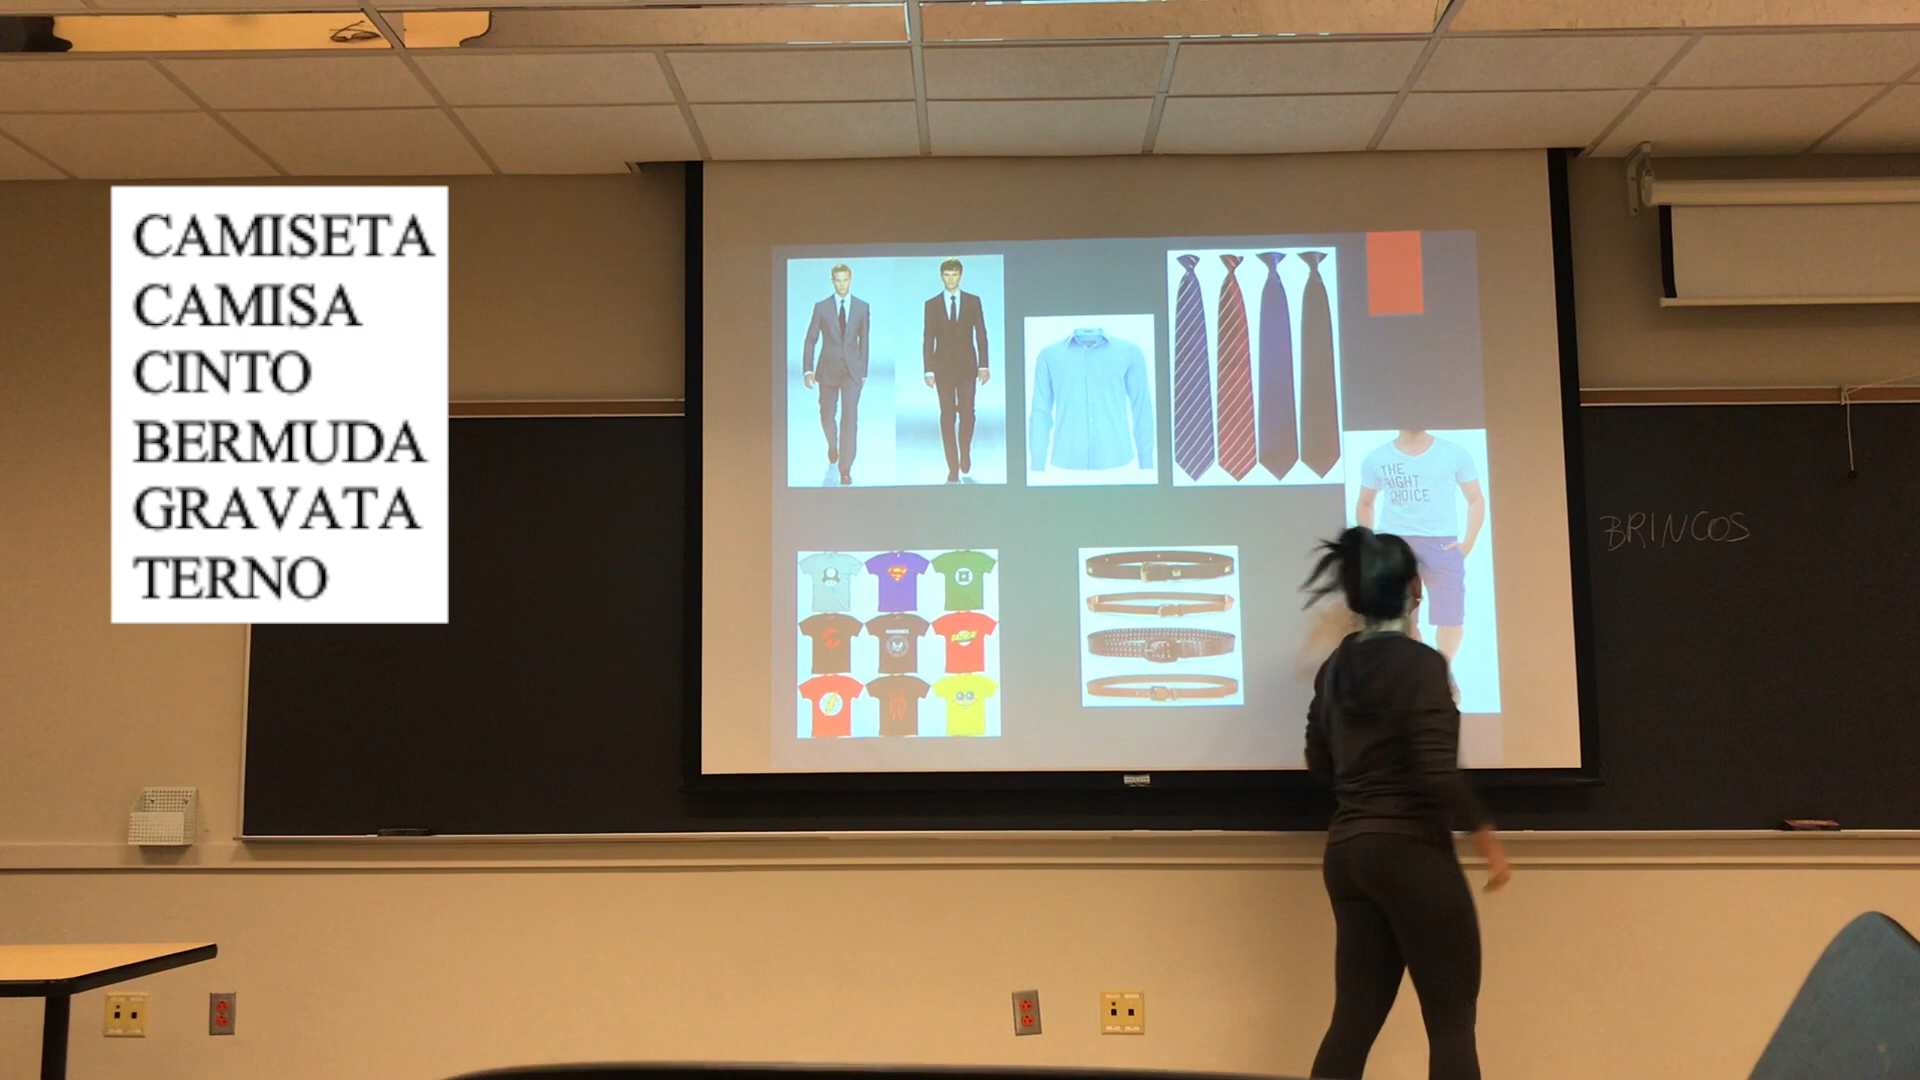 CAMISETA
CAMISA
CINTO
BERMUDA
GRAVATA
TERNO
THE
RIGHT
CHOICE
BRINCOS